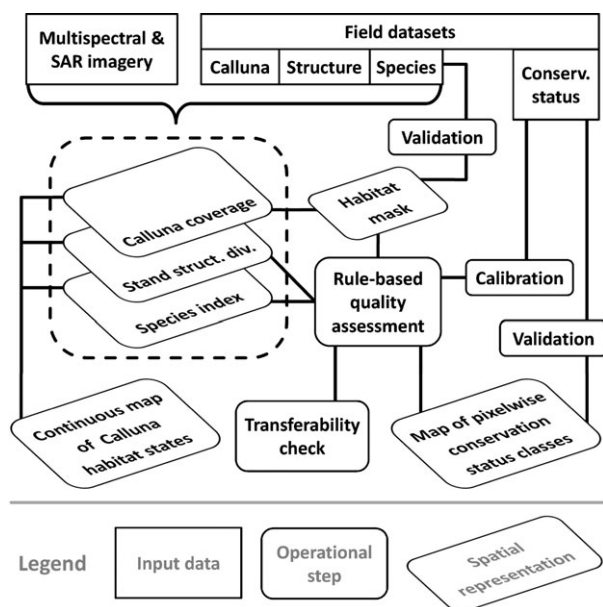 Multispectral &
SAR imagery
Field datasets
Calluna
Structure
Species
Conserv.
status
Validation
Calluna coverage
Stand struct. div.
Species index
Habitat
mask
Rule-based
quality
assessment
Calibration
Validation
Continuous map
of Calluna
habitat states
Transferability
check
Map of pixelwise
conservation
status classes
Legend
Input data
Operational
step
Spatial
representation